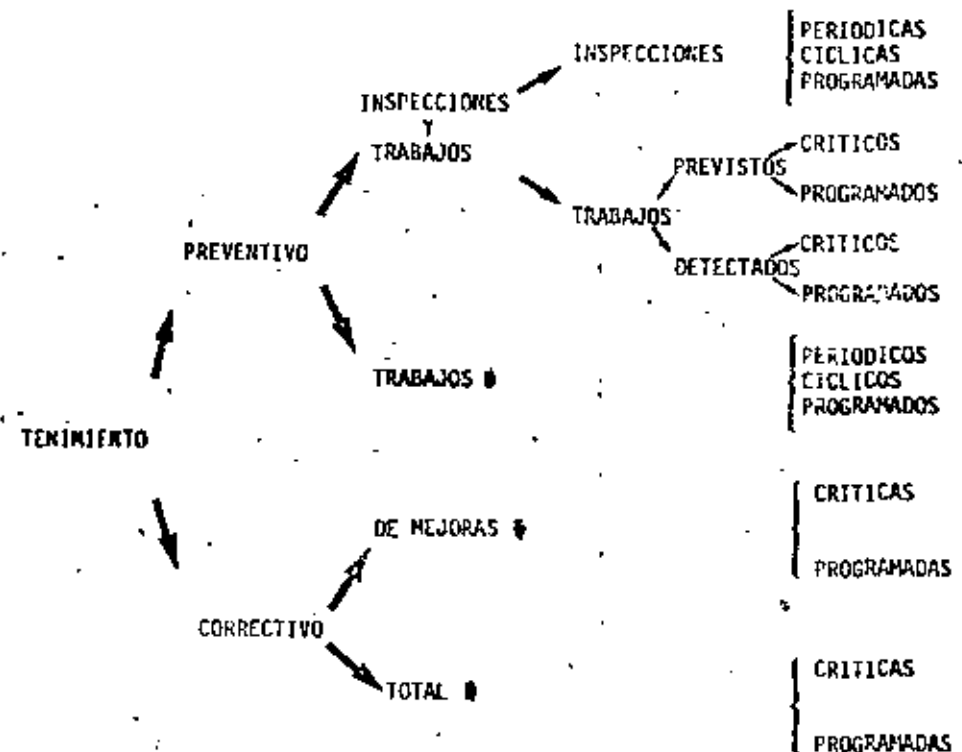 INSPECCIONES
PERIODICAS
CICLICAS
PROGRAMADAS
INSPECCIONES
Y
TRABAJOS
TRABAJOS
PREVISTOS
CRITICOS
PROGRAMADOS
DETECTADOS
CRITICOS
PROGRAMADOS
PREVENTIVO
TRABAJOS
PERIODICOS
CICLICOS
PROGRAMADOS
TENIMIENTO
DE MEJORAS
CRITICAS
PROGRAMADAS
CORRECTIVO
TOTAL
CRITICAS
PROGRAMADAS